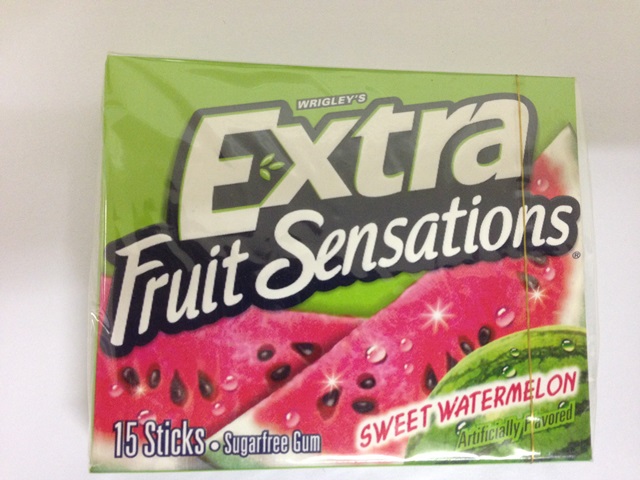 WRIGLEY'S
Extra
Fruit Sensations®
SWEET WATERMELON
Artificially Flavored
15 Sticks • Sugarfree Gum